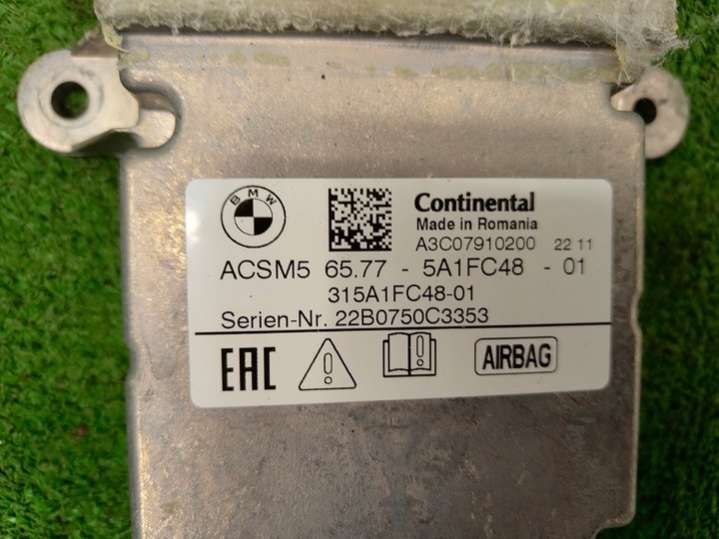 BMW
Continental
Made in Romania
A3C07910200 22 11
ACSM5 65.77 - 5A1FC48 - 01
315A1FC48-01
Serien-Nr. 22B0750C3353
EAC
AIRBAG